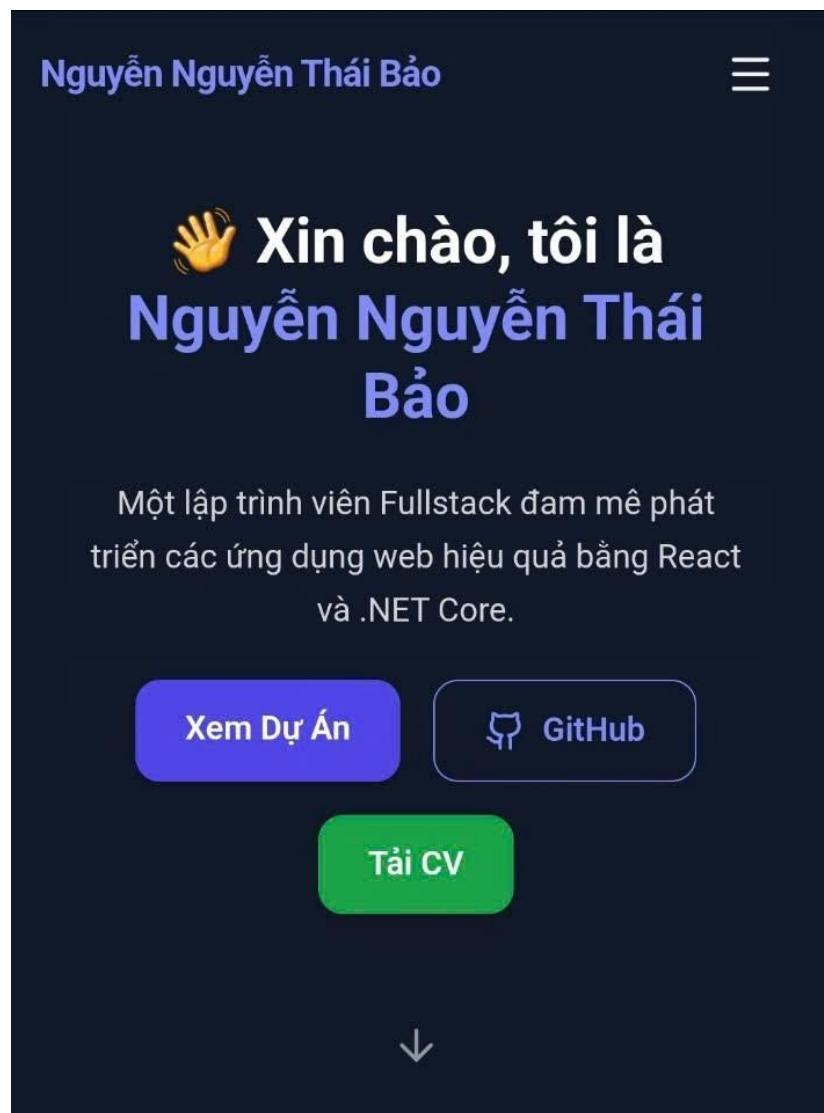 Nguyễn Nguyễn Thái Bảo
👋 Xin chào, tôi là
Nguyễn Nguyễn Thái
Bảo
Một lập trình viên Fullstack đam mê phát
triển các ứng dụng web hiệu quả bằng React
và .NET Core.
Xem Dự Án
GitHub
Tải CV